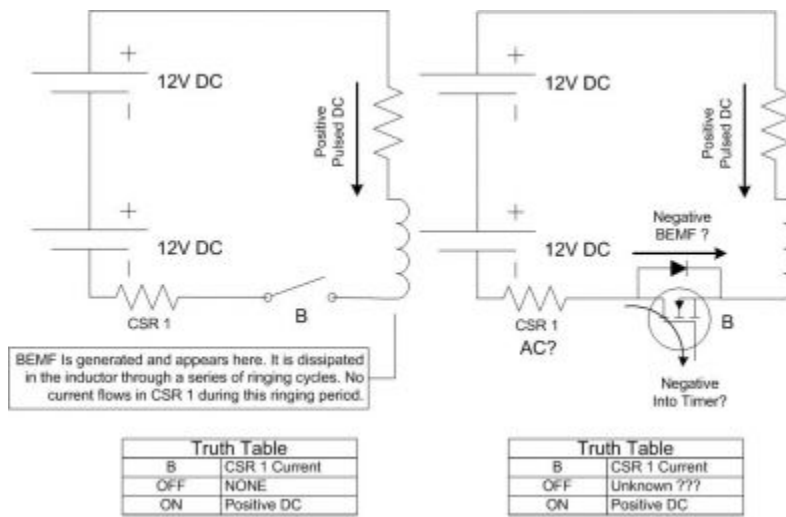 +
12V DC
|
Positive
Pulsed DC
+
12V DC
|
CSR 1
B
BEMF Is generated and appears here. It is dissipated
in the inductor through a series of ringing cycles. No
current flows in CSR 1 during this ringing period.
Truth Table
B CSR 1 Current
OFF NONE
ON Positive DC
+
12V DC
|
Positive
Pulsed DC
+
12V DC
|
Negative
BEMF ?
CSR 1
AC?
B
Negative
Into Timer?
Truth Table
B CSR 1 Current
OFF Unknown ???
ON Positive DC